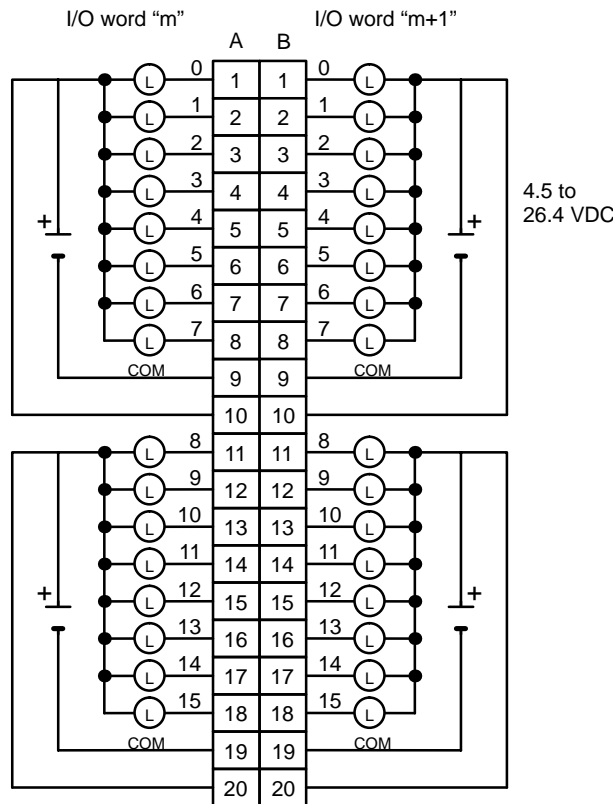 I/O word “m” I/O word “m+1”
A B
L 0 1 1 0 L
L 1 2 2 1 L
L 2 3 3 2 L
L 3 4 4 3 L
4.5 to
26.4 VDC
+ L 4 5 5 4 L +
L 5 6 6 5 L
L 6 7 7 6 L
L 7 8 8 7 L
COM 9 9 COM
10 10
L 8 11 11 8 L
L 9 12 12 9 L
L 10 13 13 10 L
L 11 14 14 11 L
+ L 12 15 15 12 L +
L 13 16 16 13 L
L 14 17 17 14 L
L 15 18 18 15 L
COM 19 19 COM
20 20